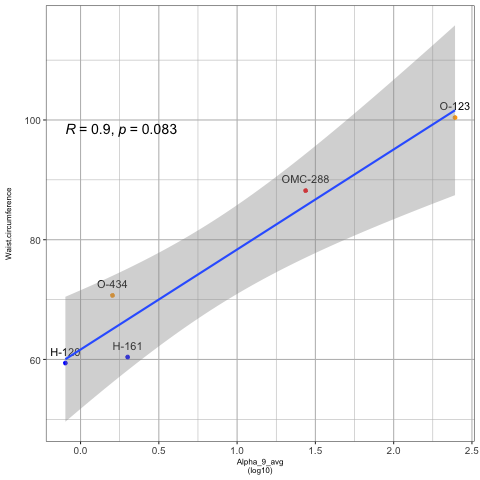 O-123
100
R = 0.9, p = 0.083
OMC-288
80
O-434
H-120
H-161
60
Waist.circumference
0.0 0.5 1.0 1.5 2.0 2.5
Alpha_9_avg
(log10)